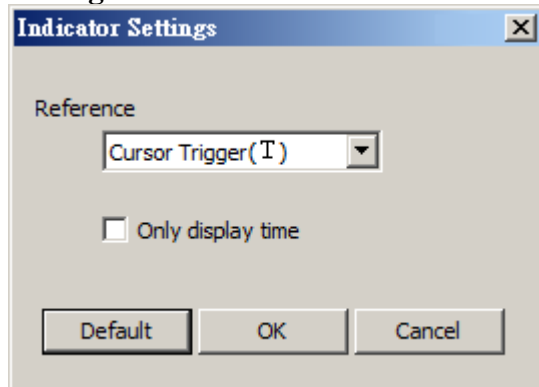 Indicator Settings
Reference
Cursor Trigger(T)
Only display time
Default OK Cancel